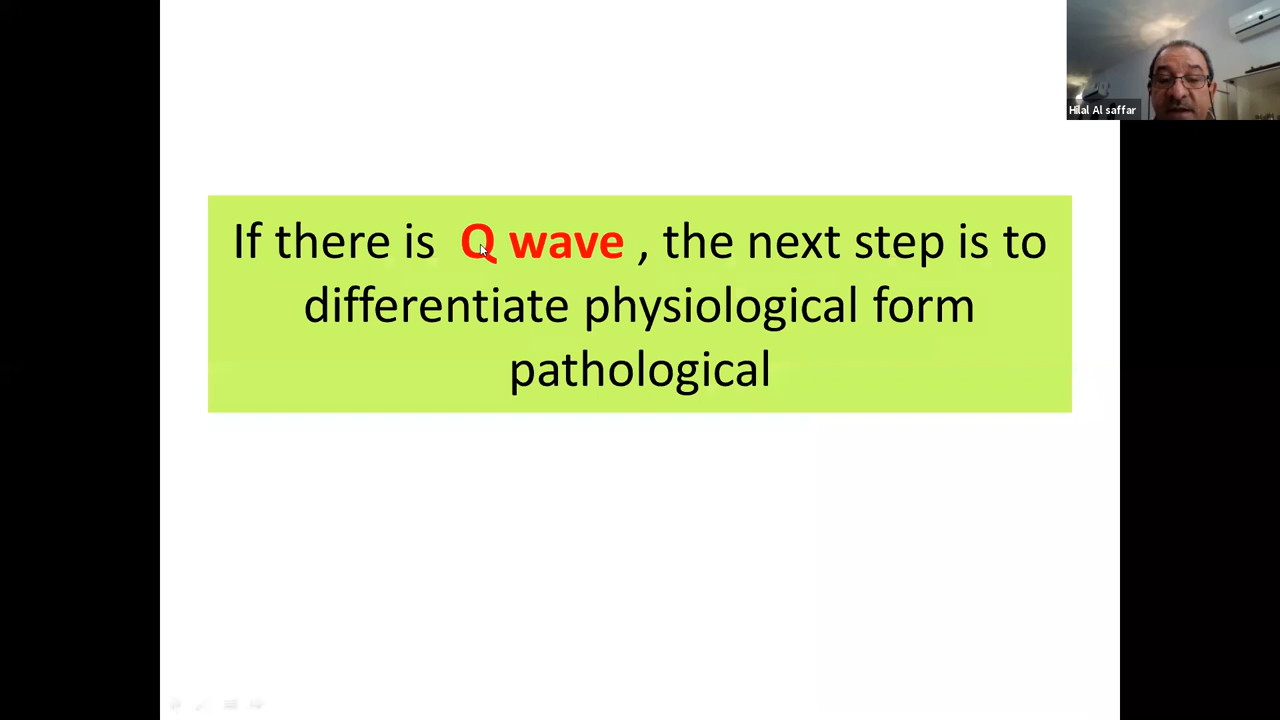 Hilal Al saffar
If there is Q wave , the next step is to
differentiate physiological form
pathological